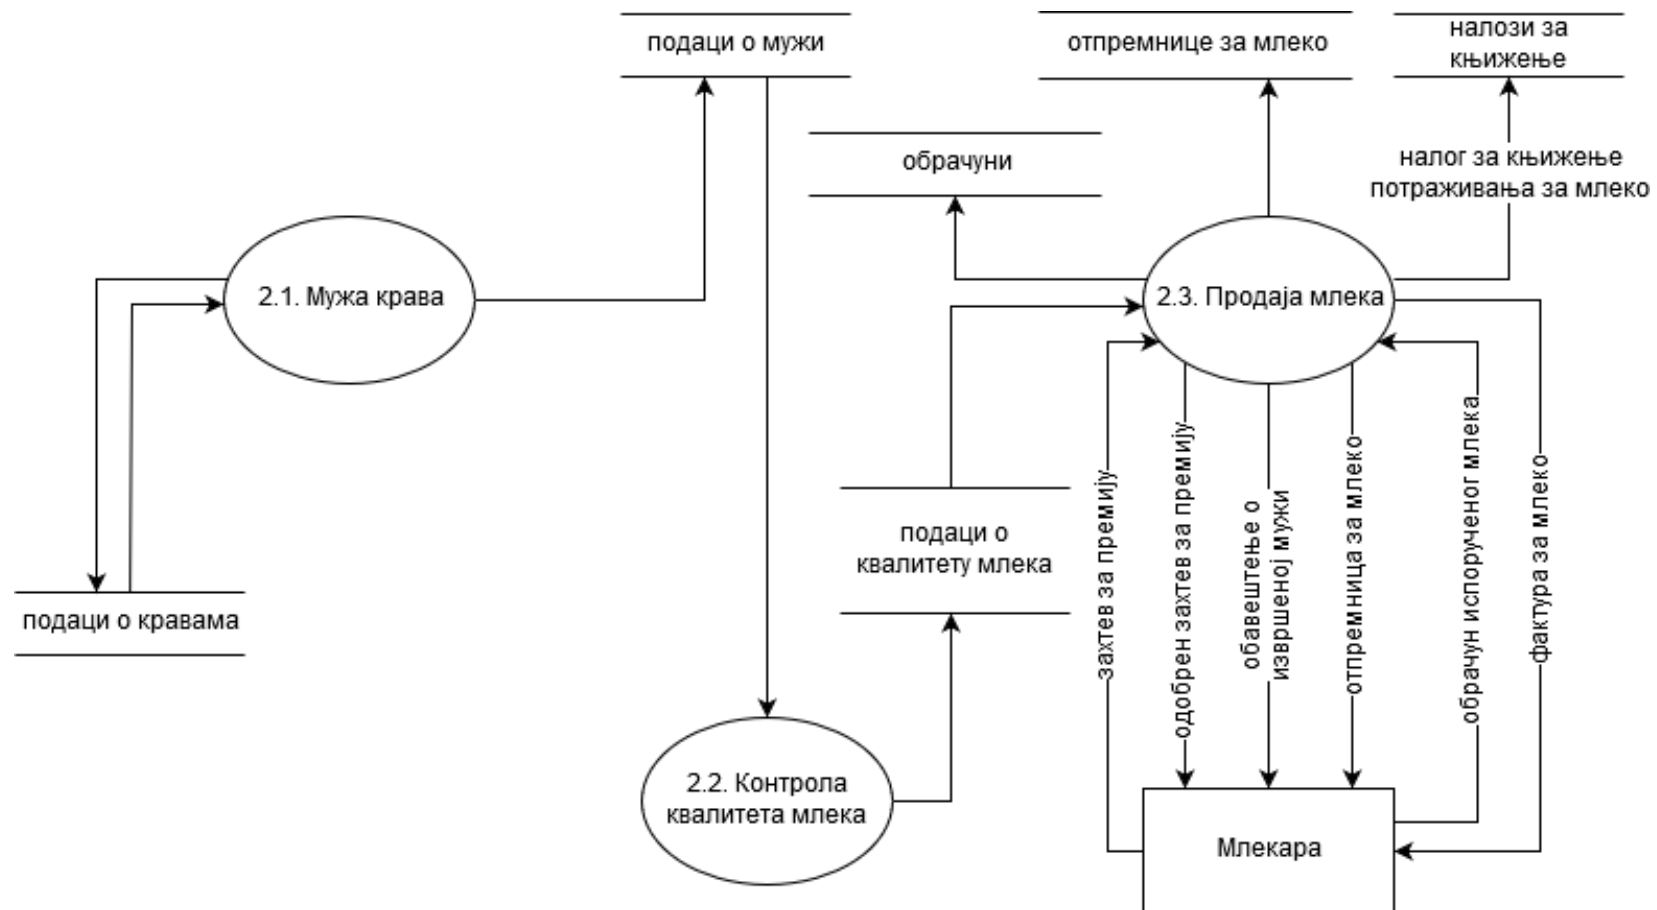 подаци о мужи
отпремнице за млеко
налози за
књижење
обрачуни
налог за књижење
потраживања за млеко
2.1. Мужа крава
2.3. Продаја млека
подаци о
квалитету млека
захтев за премију
одобрен захтев за премију
обавештење о
извршеној мужи
отпремница за млеко
обрачун испорученог млека
фактура за млеко
подаци о кравама
2.2. Контрола
квалитета млека
Млекара